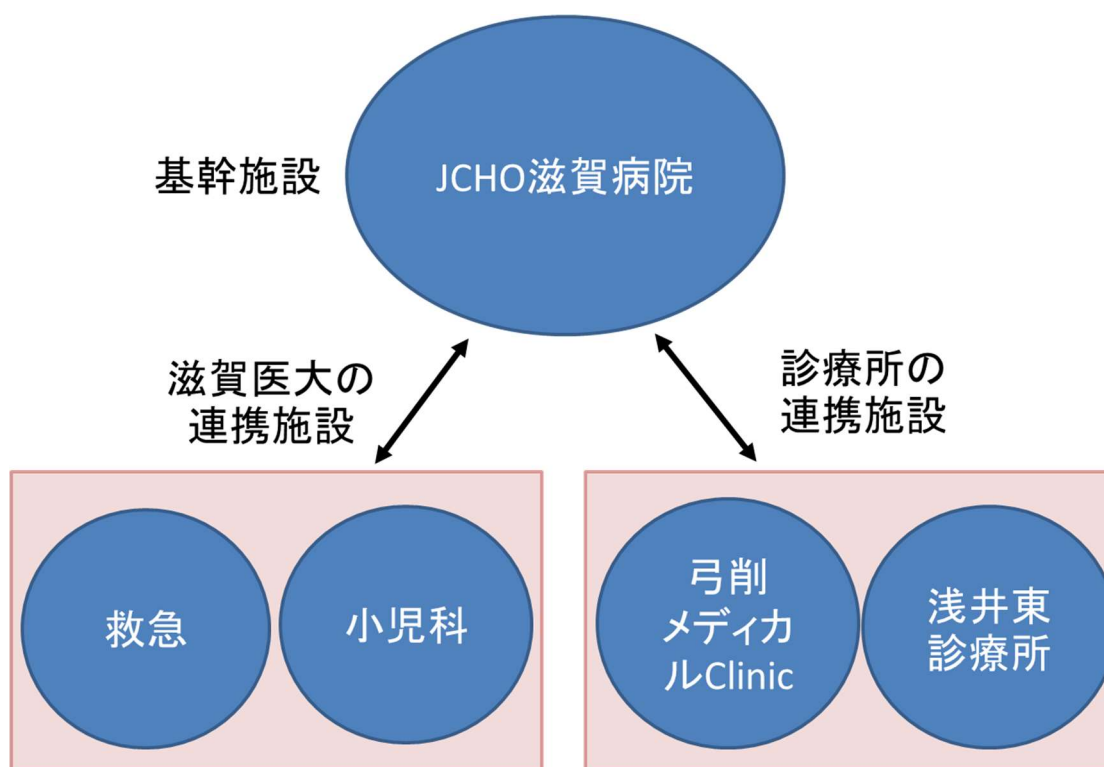 基幹施設
JCHO滋賀病院
滋賀医大の
連携施設
診療所の
連携施設
救急
小児科
弓削
メディカ
ルClinic
浅井東
診療所